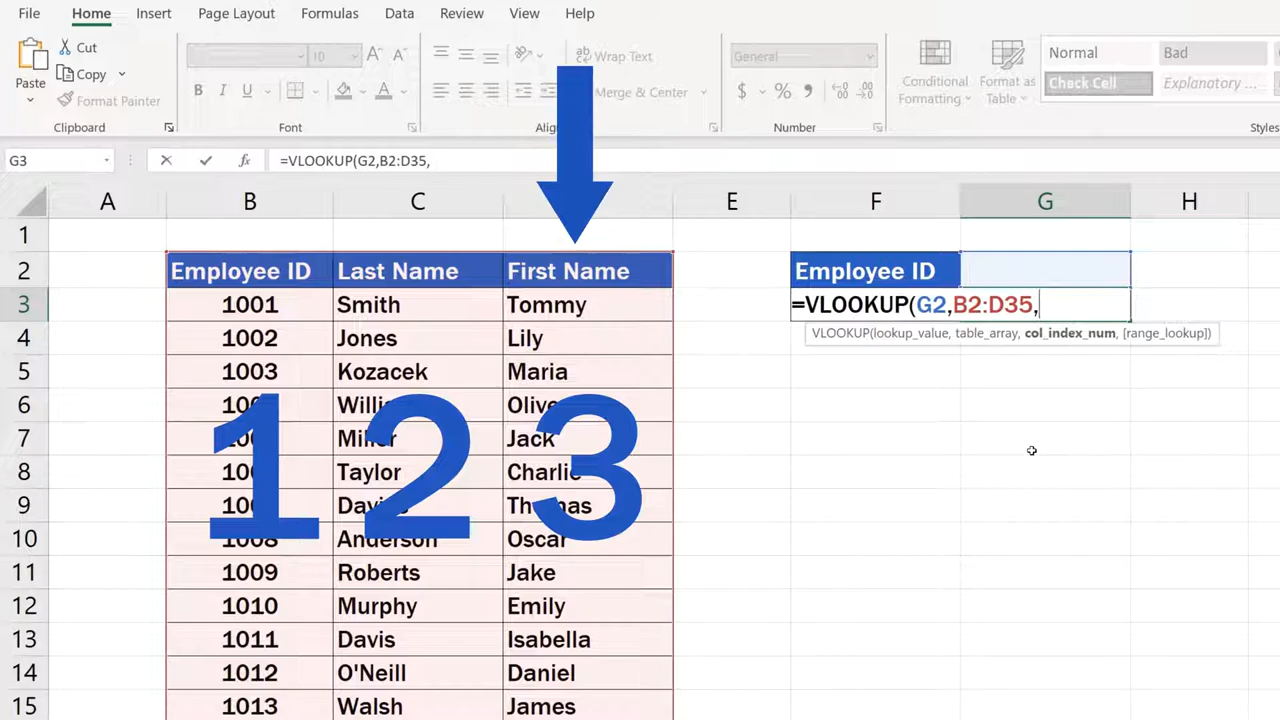 File Home Insert Page Layout Formulas Data Review View Help
Paste
Cut
Copy
Format Painter
Clipboard
10 A A
B I U A
Font
ab Wrap Text
Merge & Center
General
$ % ,
Number
Conditional Formatting
Format as Table
Normal Bad
Check Cell Explanatory ...
Styles
G3 fx =VLOOKUP(G2,B2:D35,
A B C E F G H
1
2 Employee ID Last Name First Name Employee ID
3 1001 Smith Tommy =VLOOKUP(G2,B2:D35,
VLOOKUP(lookup_value, table_array, col_index_num, [range_lookup])
4 1002 Jones Lily
5 1003 Kozacek Maria
6
7 Jack
8 Taylor Charlie
9
10 1008 Anderson Oscar
1 2 3
11 1009 Roberts Jake
12 1010 Murphy Emily
13 1011 Davis Isabella
14 1012 O'Neill Daniel
15 1013 Walsh James